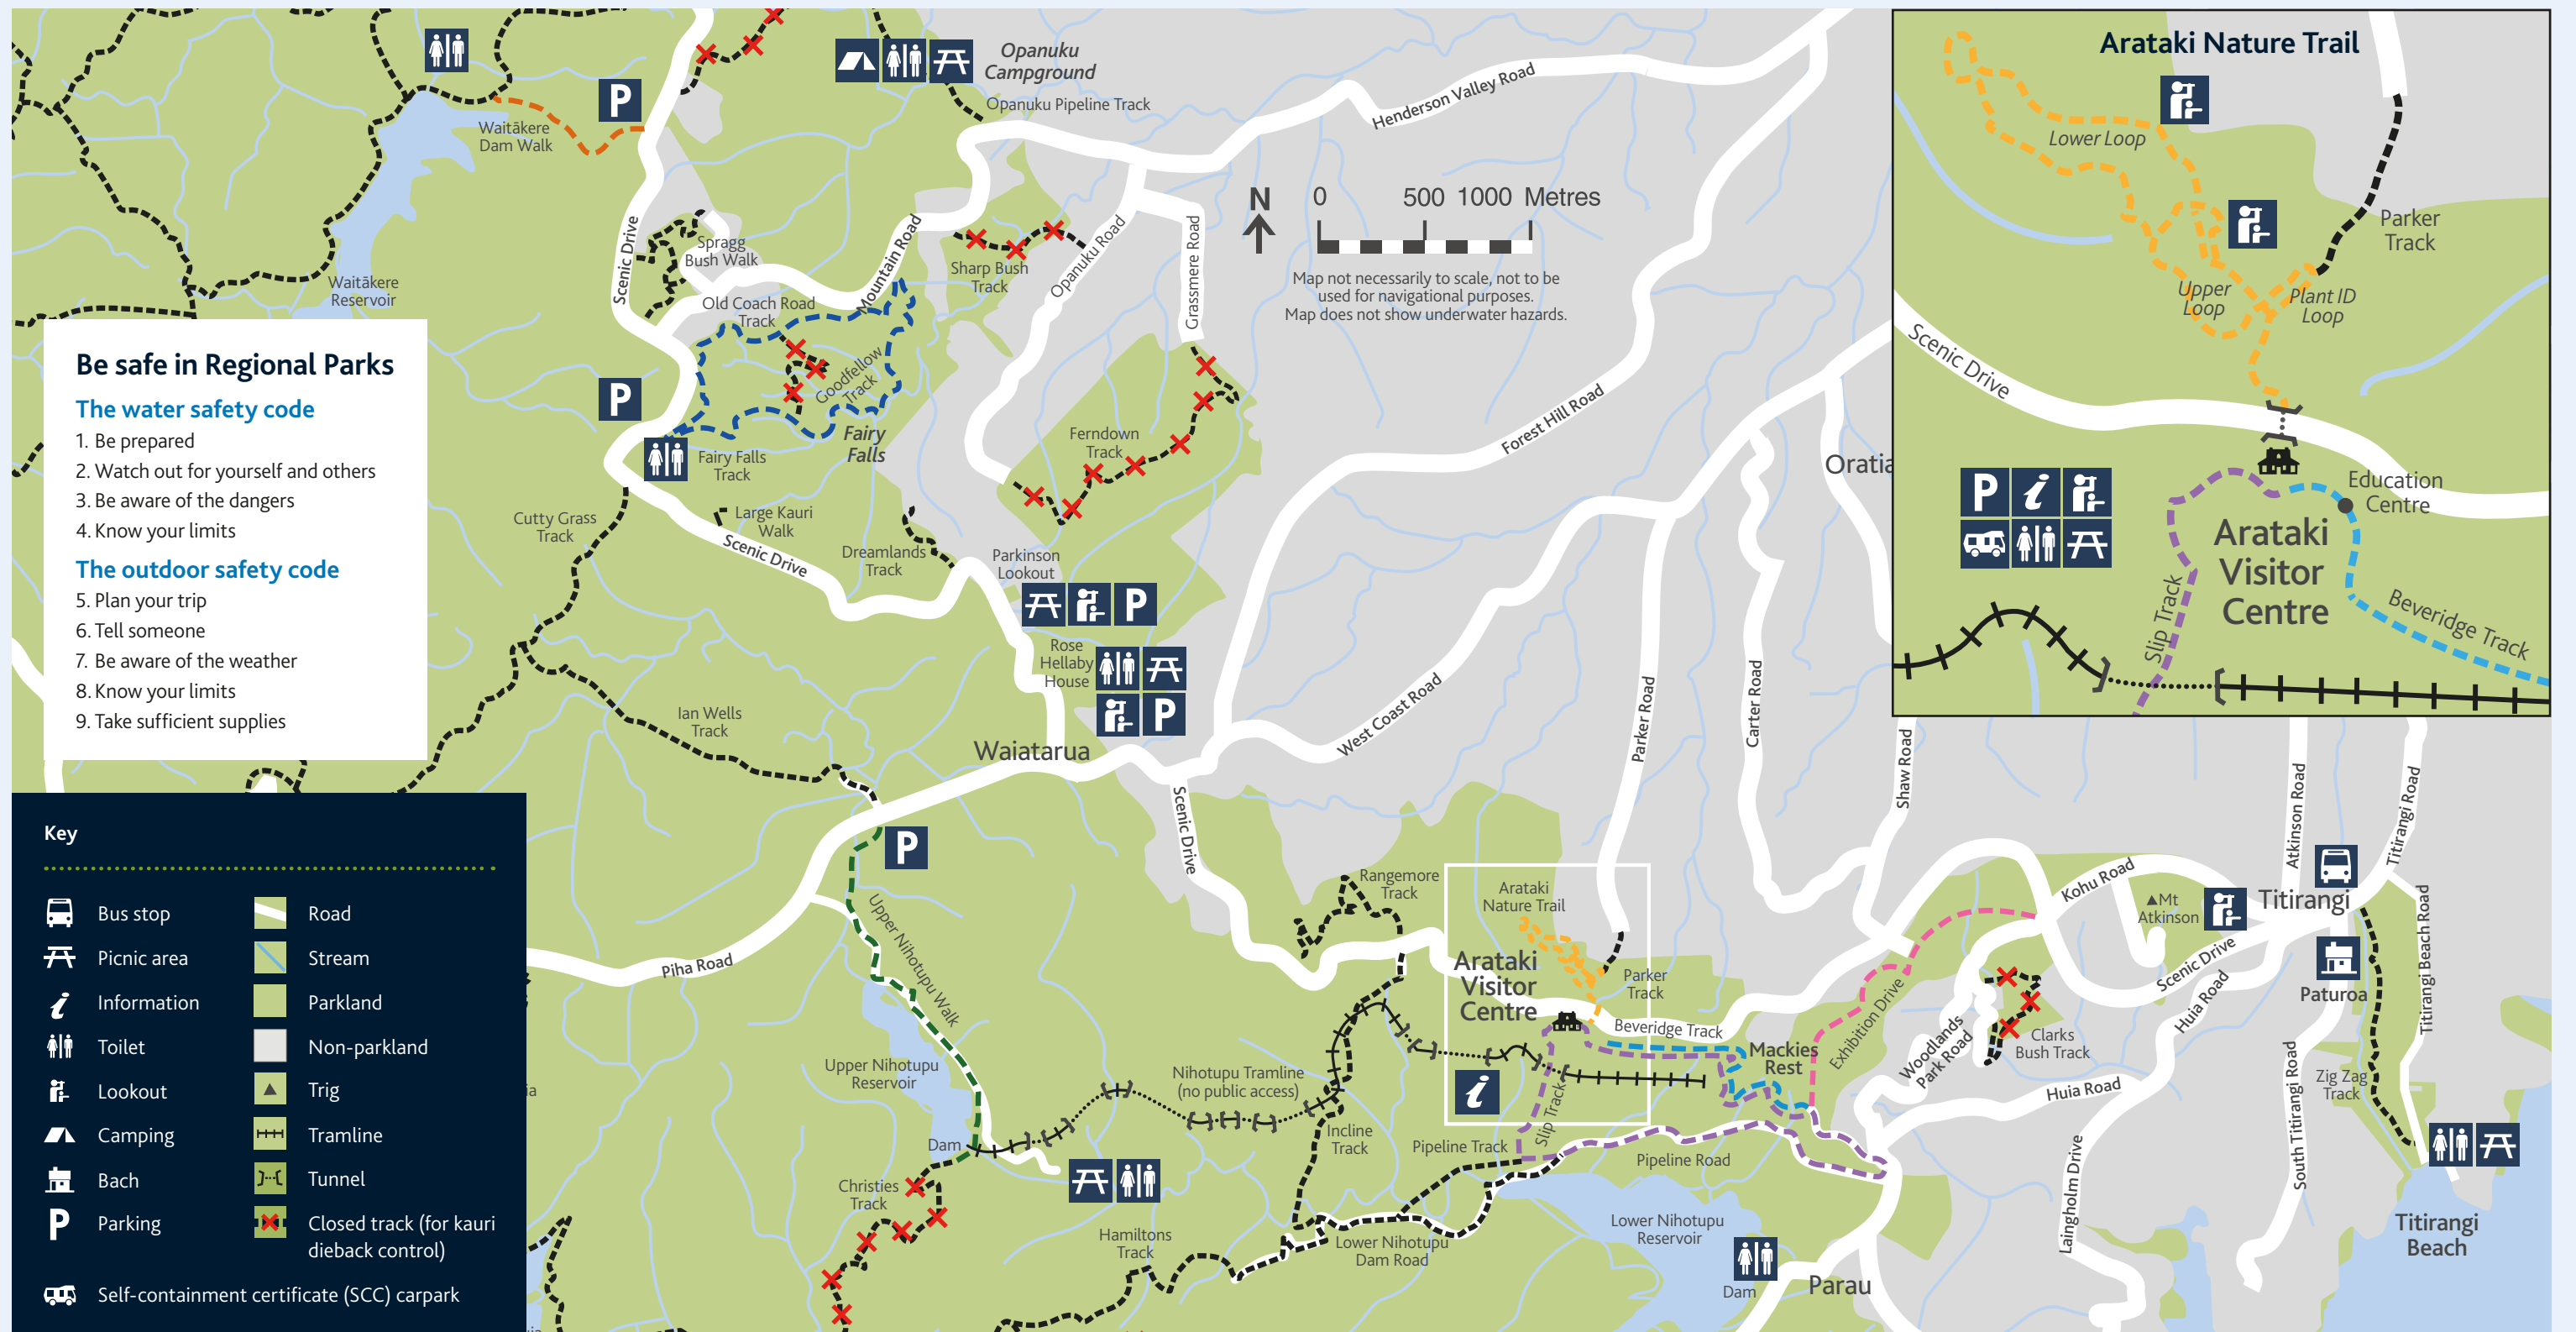 Opanuku
Campground
Opanuku Pipeline Track
Henderson Valley Road
P
Waitākere
Dam Walk
N
0 500 1000 Metres
Map not necessarily to scale, not to be
used for navigational purposes.
Map does not show underwater hazards.
Scenic Drive
Spragg
Bush Walk
Mountain Road
Sharp Bush
Track
Opanuku Road
Grassmere Road
Waitākere
Reservoir
Old Coach Road
Track
Goodfellow
Track
P
Fairy
Falls
Fairy Falls
Track
Ferndown
Track
Forest Hill Road
Oratia
Cutty Grass
Track
Large Kauri
Walk
Scenic Drive
Dreamlands
Track
Parkinson
Lookout
P
Rose
Hellaby
House
P
Ian Wells
Track
Waiatarua
West Coast Road
Parker Road
Carter Road
Shaw Road
Scenic Drive
P
Upper Nihotupu Walk
Piha Road
Upper Nihotupu
Reservoir
Dam
Christies
Track
Hamiltons
Track
Nihotupu Tramline
(no public access)
Rangemore
Track
Incline
Track
Arataki
Nature Trail
Arataki
Visitor
Centre
Parker
Track
Beveridge Track
i
Slip Track
Pipeline Track
Pipeline Road
Mackies
Rest
Exhibition Drive
Lower Nihotupu
Dam Road
Lower Nihotupu
Reservoir
Dam
Parau
Woodlands
Park Road
Clarks
Bush Track
Huia Road
Laingholm Drive
Kohu Road
Mt
Atkinson
Scenic Drive
Huia Road
Atkinson Road
Titirangi Road
Titirangi
Paturoa
Titirangi Beach Road
Zig Zag
Track
South Titirangi Road
Titirangi
Beach
Arataki Nature Trail
Lower Loop
Parker
Track
Upper
Loop
Plant ID
Loop
Scenic Drive
P i
Education
Centre
Arataki
Visitor
Centre
Slip Track
Beveridge Track
Be safe in Regional Parks
The water safety code
1. Be prepared
2. Watch out for yourself and others
3. Be aware of the dangers
4. Know your limits
The outdoor safety code
5. Plan your trip
6. Tell someone
7. Be aware of the weather
8. Know your limits
9. Take sufficient supplies
Key
Bus stop
Picnic area
i Information
Toilet
Lookout
Camping
Bach
P Parking
Road
Stream
Parkland
Non-parkland
Trig
Tramline
Tunnel
Closed track (for kauri
dieback control)
Self-containment certificate (SCC) carpark